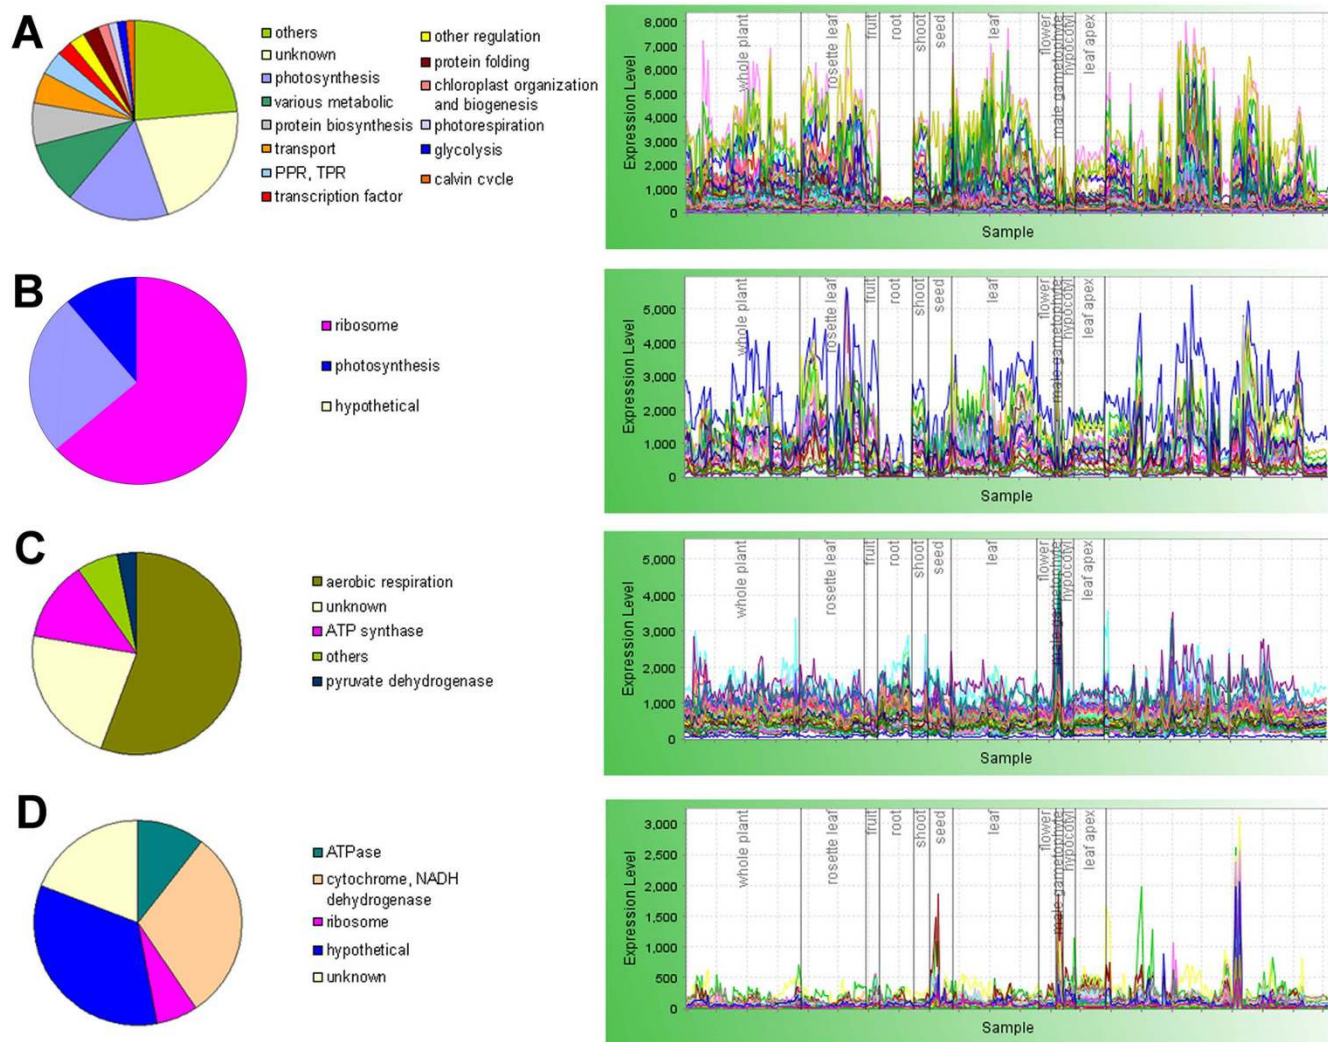 A
others
unknown
photosynthesis
various metabolic
protein biosynthesis
transport
PPR, TPR
transcription factor
other regulation
protein folding
chloroplast organization
and biogenesis
photorespiration
glycolysis
calvin cvcle
Expression Level
8,000
7,000
6,000
5,000
4,000
3,000
2,000
1,000
0
whole plant
rosette leaf
fruit
root
shoot
seed
leaf
flower
male gametophyte
hypocotyl
leaf apex
Sample
B
ribosome
photosynthesis
hypothetical
Expression Level
5,000
4,000
3,000
2,000
1,000
0
whole plant
rosette leaf
fruit
root
shoot
seed
leaf
flower
male gametophyte
hypocotyl
leaf apex
Sample
C
aerobic respiration
unknown
ATP synthase
others
pyruvate dehydrogenase
Expression Level
5,000
4,000
3,000
2,000
1,000
0
whole plant
rosette leaf
fruit
root
shoot
seed
leaf
flower
male gametophyte
hypocotyl
leaf apex
Sample
D
ATPase
cytochrome, NADH
dehydrogenase
ribosome
hypothetical
unknown
Expression Level
3,000
2,500
2,000
1,500
1,000
500
0
whole plant
rosette leaf
fruit
root
shoot
seed
leaf
flower
male gametophyte
hypocotyl
leaf apex
Sample